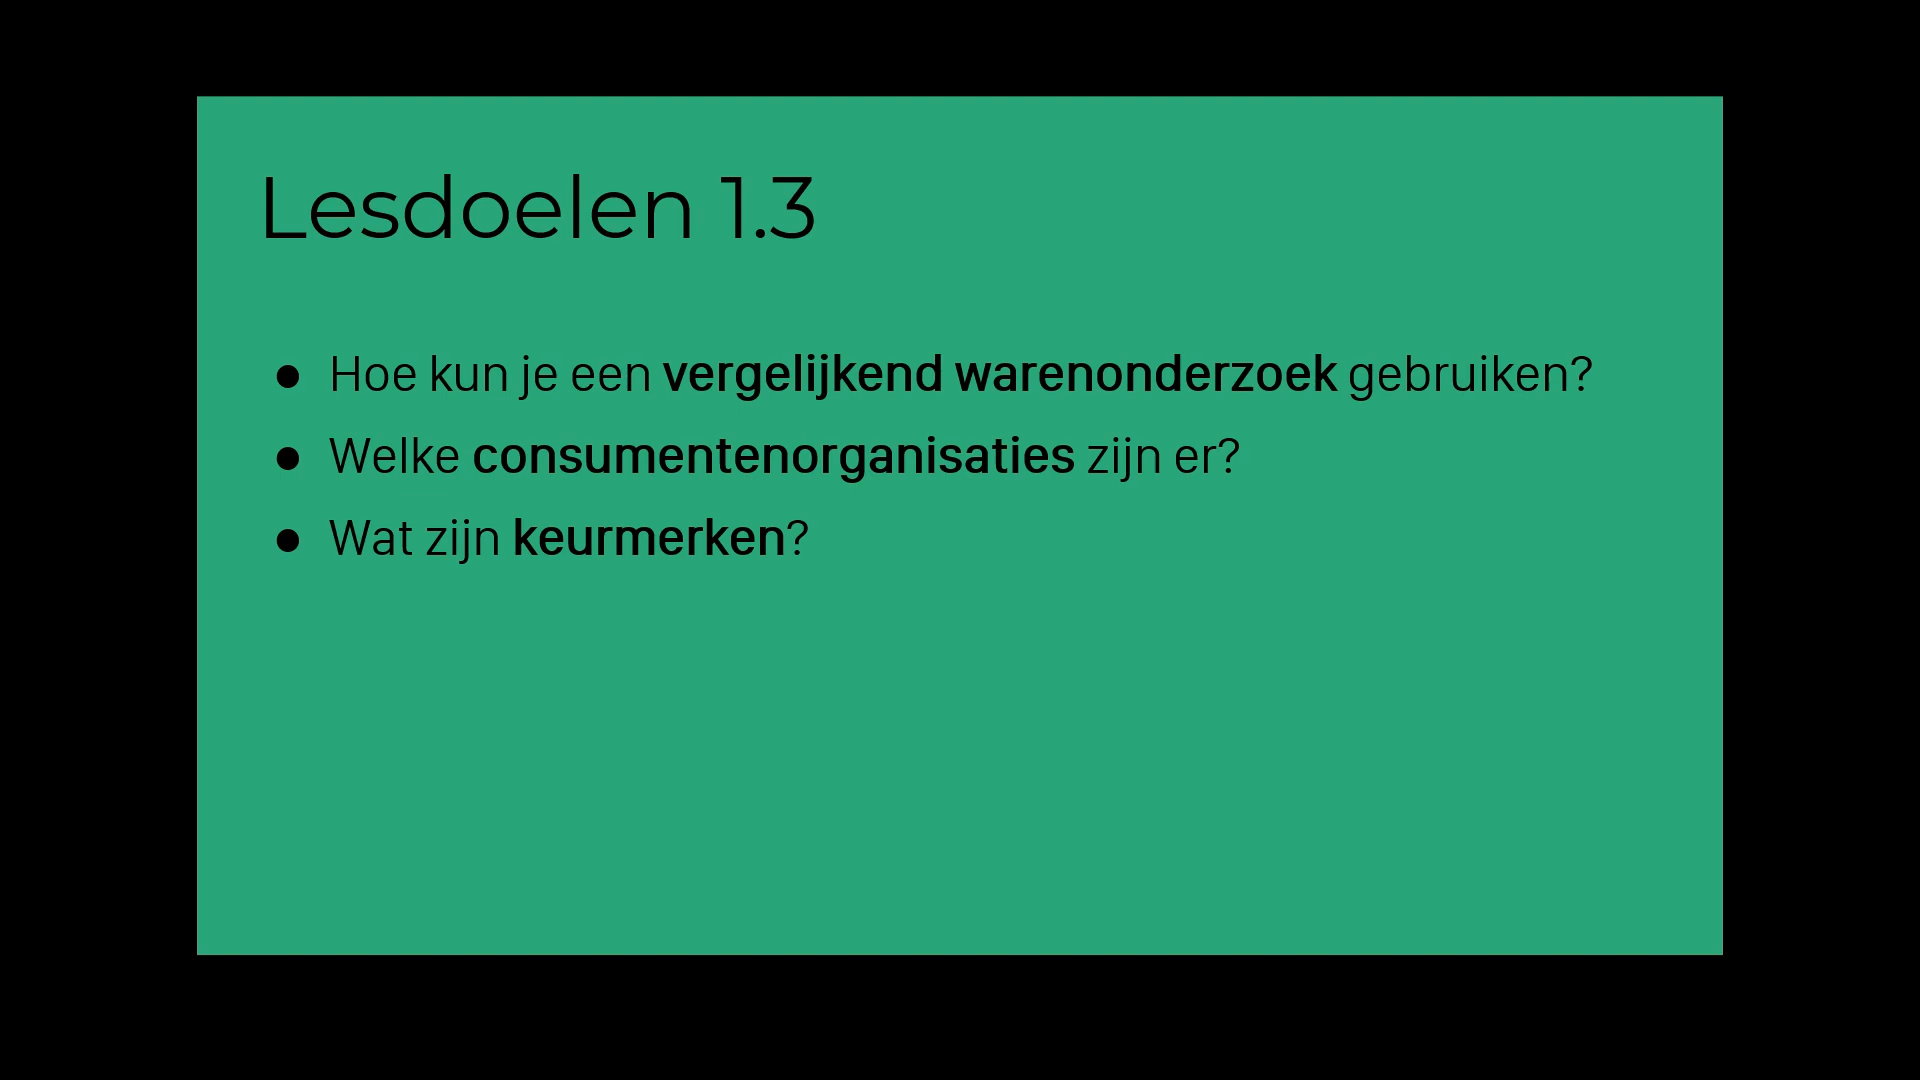 Lesdoelen 1.3
● Hoe kun je een vergelijkend warenonderzoek gebruiken?
● Welke consumentenorganisaties zijn er?
● Wat zijn keurmerken?